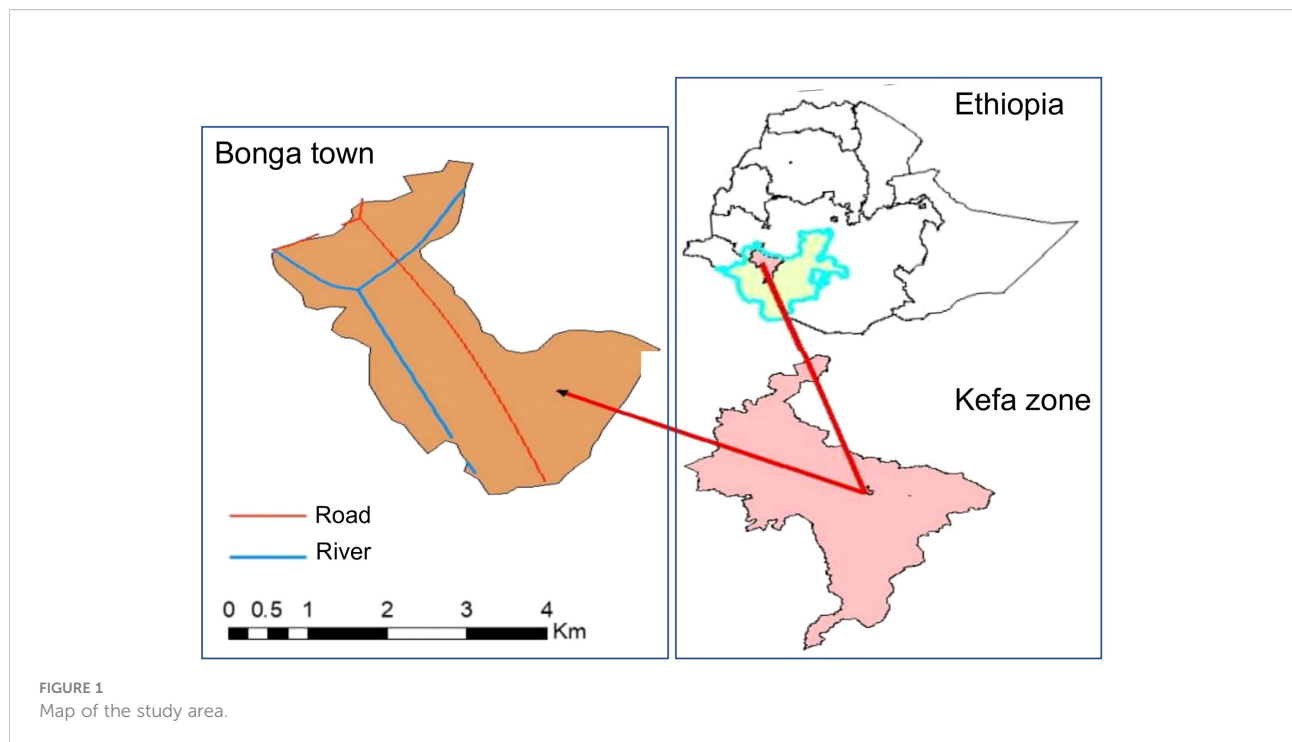 Bonga town
Road
River
0 0.5 1 2 3 4
Km
Ethiopia
Kefa zone
FIGURE 1
Map of the study area.